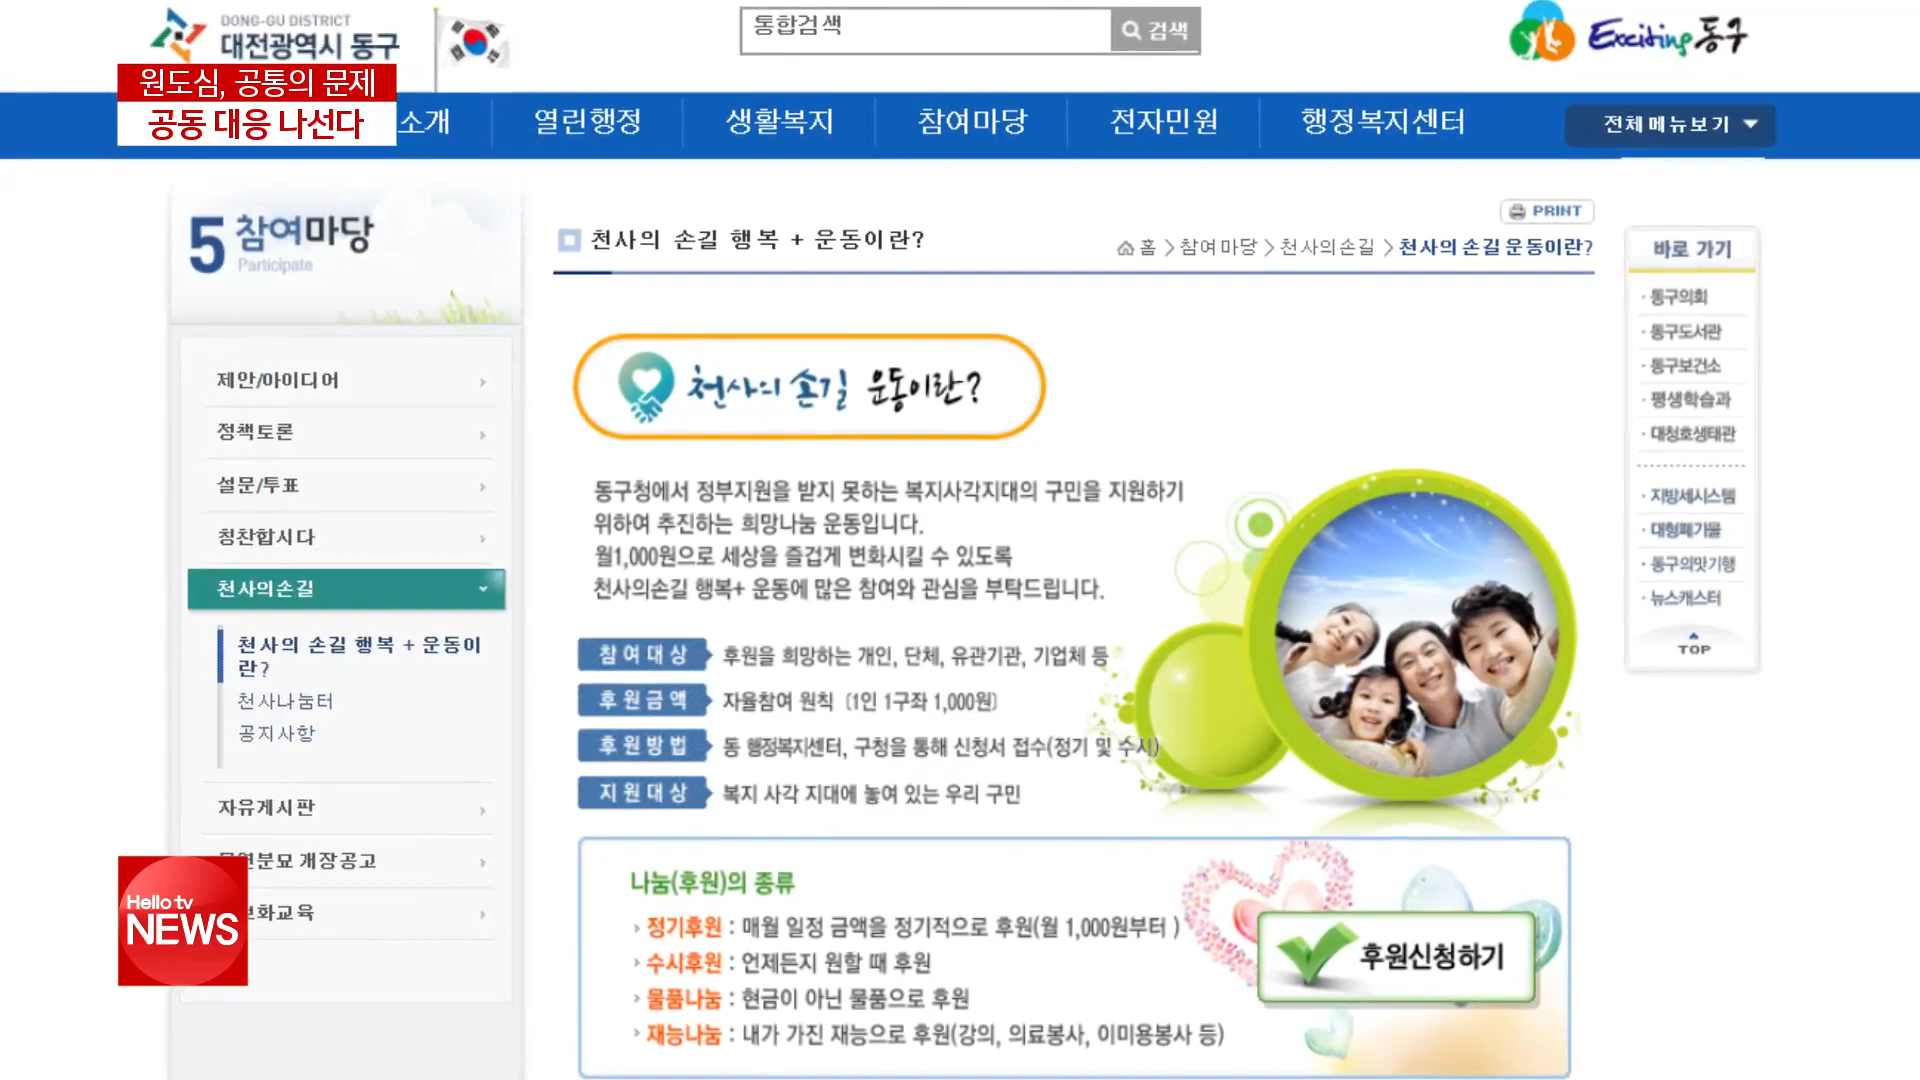 DONG-GU DISTRICT
대전광역시 동구
통합검색
검색
Exciting 동구
원도심, 공통의 문제
공동 대응 나선다
소개
열린행정
생활복지
참여마당
전자민원
행정복지센터
전체메뉴보기
5 참여마당
Participate
제안/아이디어
정책토론
설문/투표
칭찬합시다
천사의손길
천사의 손길 행복 + 운동이
란?
천사나눔터
공지사항
자유게시판
분묘 개장공고
화교육
Hello tv
NEWS
PRINT
천사의 손길 행복 + 운동이란?
홈 > 참여마당 > 천사의손길 > 천사의 손길 운동이란?
천사의 손길 운동이란?
동구청에서 정부지원을 받지 못하는 복지사각지대의 구민을 지원하기
위하여 추진하는 희망나눔 운동입니다.
월1,000원으로 세상을 즐겁게 변화시킬 수 있도록
천사의손길 행복+ 운동에 많은 참여와 관심을 부탁드립니다.
참여대상 후원을 희망하는 개인, 단체, 유관기관, 기업체 등
후원금액 자율참여 원칙 (1인 1구좌 1,000원)
후원방법 동 행정복지센터, 구청을 통해 신청서 접수(정기 및 수시)
지원대상 복지 사각 지대에 놓여 있는 우리 구민
나눔(후원)의 종류
정기후원 : 매월 일정 금액을 정기적으로 후원(월 1,000원부터 )
수시후원 : 언제든지 원할 때 후원
물품나눔 : 현금이 아닌 물품으로 후원
재능나눔 : 내가 가진 재능으로 후원(강의, 의료봉사, 이미용봉사 등)
후원신청하기
바로 가기
· 동구의회
· 동구도서관
· 동구보건소
· 평생학습과
· 대청호생태관
· 지방세시스템
· 대형폐기물
· 동구의맛기행
· 뉴스캐스터
TOP